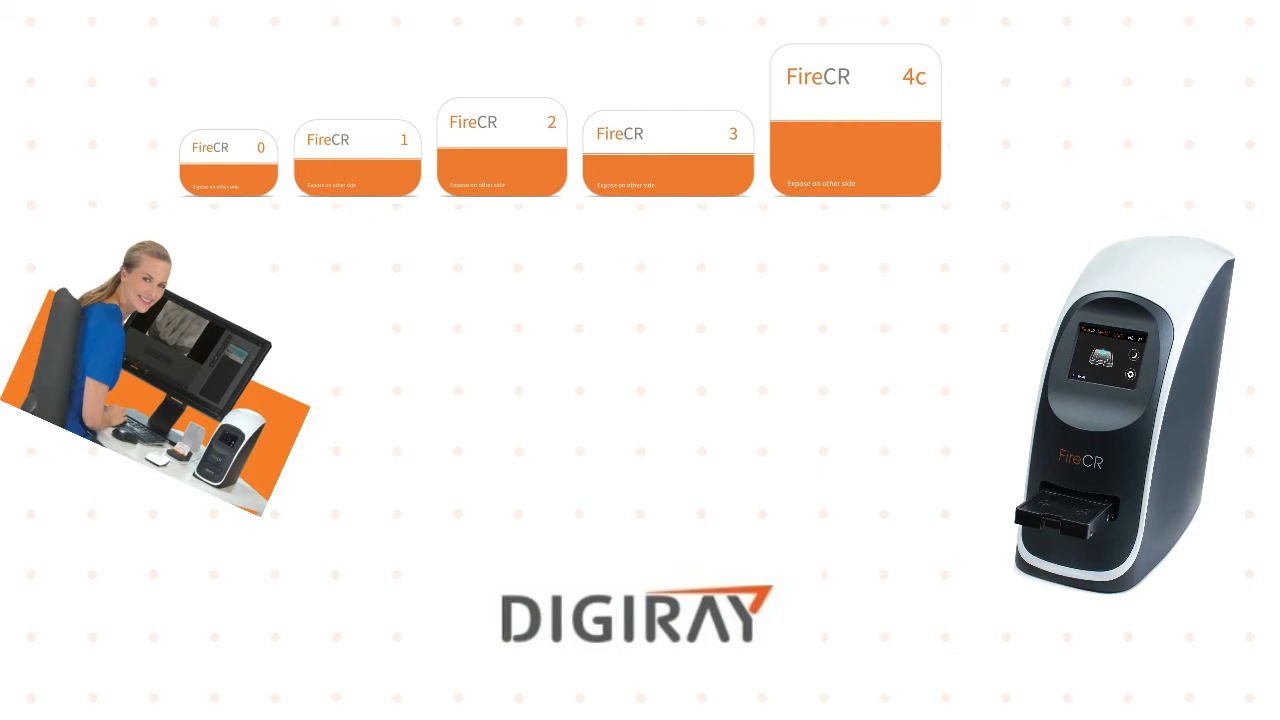 FireCR 0
Expose on other side
FireCR 1
Expose on other side
FireCR 2
Expose on other side
FireCR 3
Expose on other side
FireCR 4c
Expose on other side
FireCR
DIGIRAY